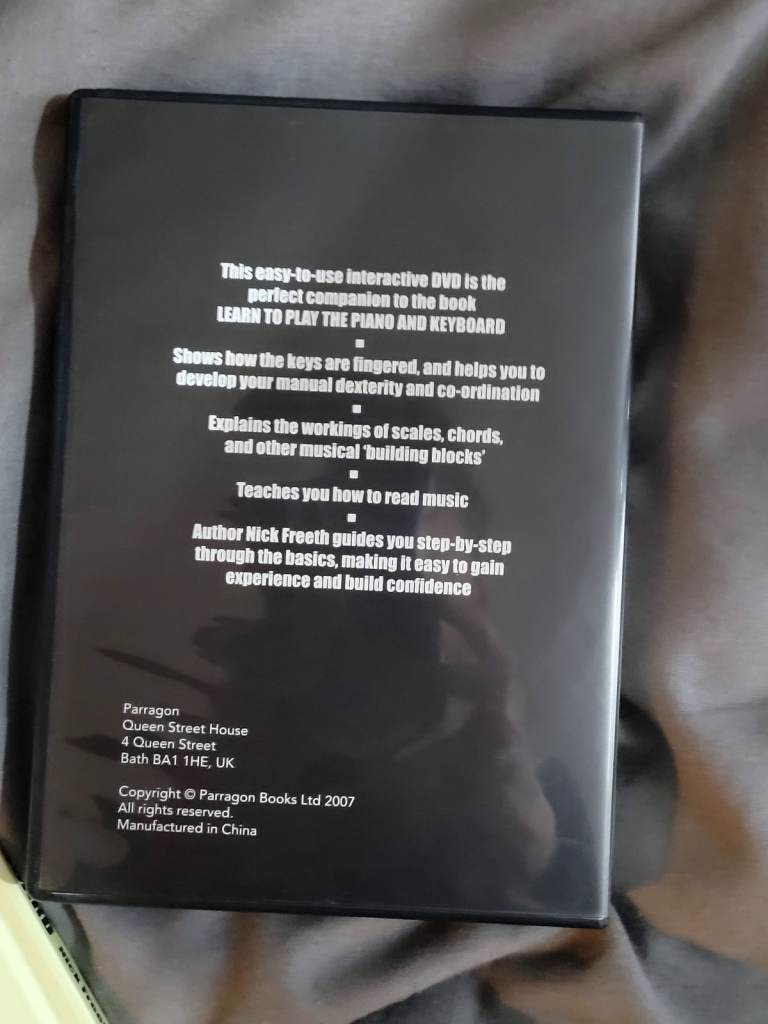 This easy-to-use interactive DVD is the
perfect companion to the book
LEARN TO PLAY THE PIANO AND KEYBOARD
Shows how the keys are fingered, and helps you to
develop your manual dexterity and co-ordination
Explains the workings of scales, chords,
and other musical 'building blocks'
Teaches you how to read music
Author Nick Freeth guides you step-by-step
through the basics, making it easy to gain
experience and build confidence
Parragon
Queen Street House
4 Queen Street
Bath BA1 1HE, UK
Copyright © Parragon Books Ltd 2007
All rights reserved.
Manufactured in China